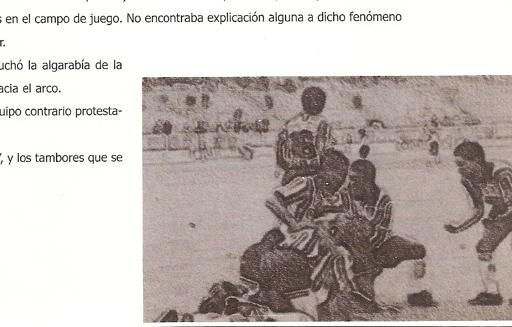 s en el campo de juego. No encontraba explicación alguna a dicho fenómeno
r.
uchó la algarabía de la
acia el arco.
uipo contrario protesta-
, y los tambores que se